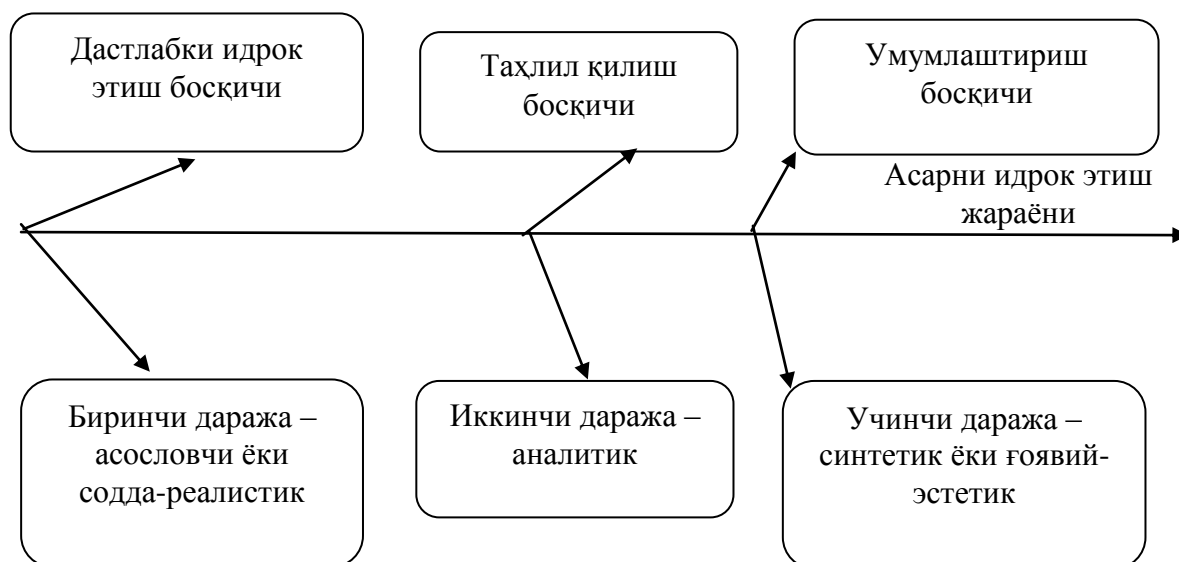 Дастлабки идрок
этиш босқичи
Таҳлил қилиш
босқичи
Умумлаштириш
босқичи
Асарни идрок этиш
жараёни
Биринчи даража –
асословчи ёки
содда-реалистик
Иккинчи даража –
аналитик
Учинчи даража –
синтетик ёки ғоявий-
эстетик